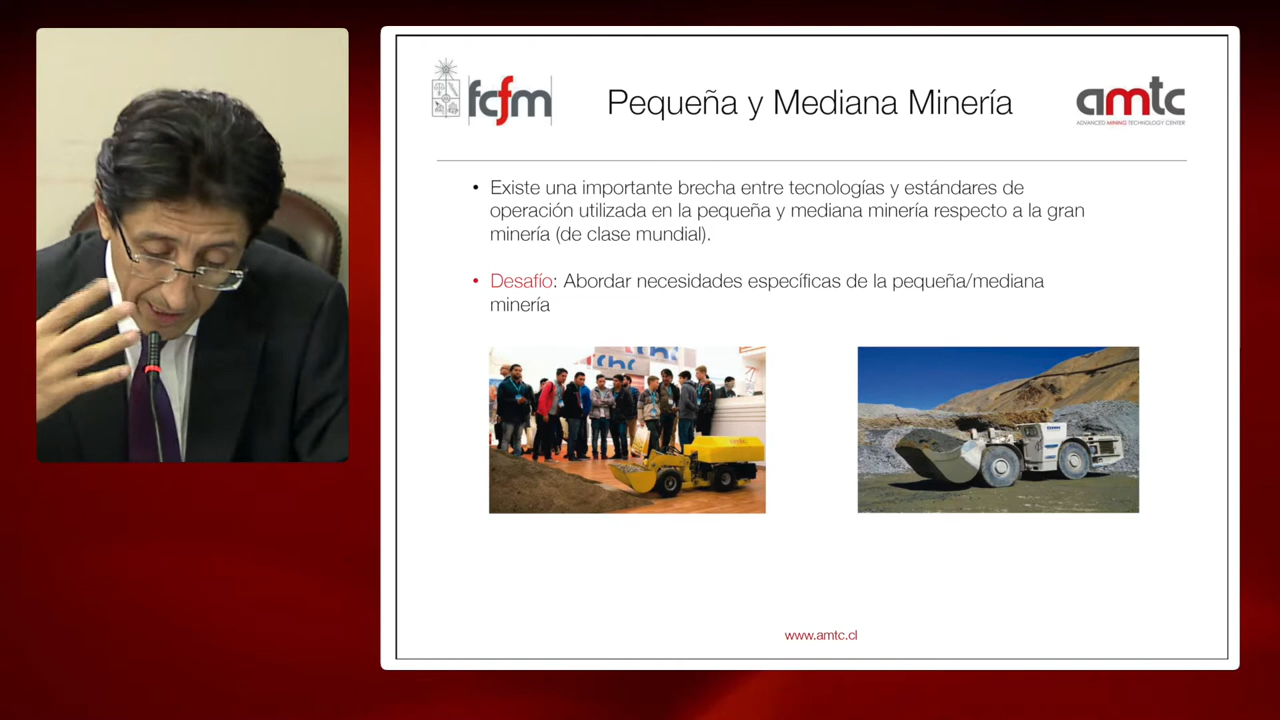 fcfm
Pequeña y Mediana Minería
amtc
ADVANCED MINING TECHNOLOGY CENTER
• Existe una importante brecha entre tecnologías y estándares de
operación utilizada en la pequeña y mediana minería respecto a la gran
minería (de clase mundial).
• Desafío: Abordar necesidades específicas de la pequeña/mediana
minería
www.amtc.cl